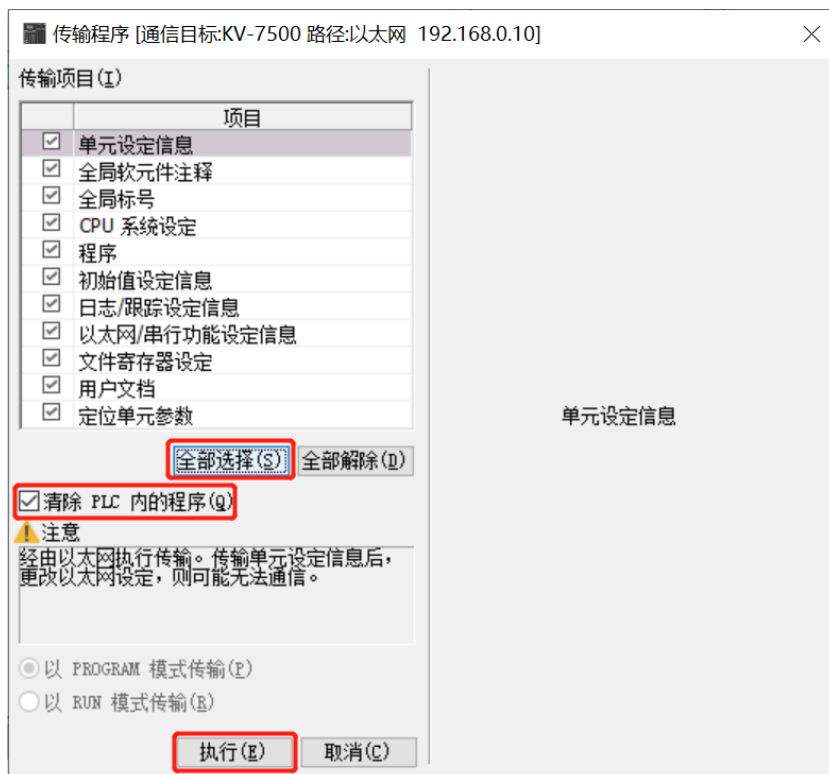 传输程序 [通信目标:KV-7500 路径:以太网 192.168.0.10]
传输项目(I)
项目
单元设定信息
全局软元件注释
全局标号
CPU 系统设定
程序
初始值设定信息
日志/跟踪设定信息
以太网/串行功能设定信息
文件寄存器设定
用户文档
定位单元参数
全部选择(S) 全部解除(D)
清除 PLC 内的程序(Q)
注意
经由以太网执行传输。传输单元设定信息后，
更改以太网设定，则可能无法通信。
以 PROGRAM 模式传输(P)
以 RUN 模式传输(R)
执行(E) 取消(C)
单元设定信息